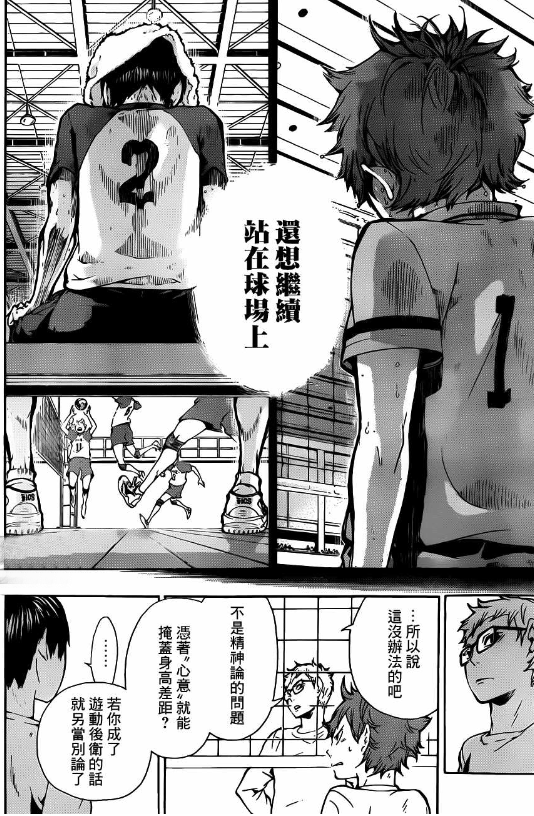 還想繼續
站在球場上
2
1
…所以說
這沒辦法的吧
不是精神論的問題
憑著〝心意〞就能
掩蓋身高差距？
……
若你成了
遊動後衛的話
就另當別論了